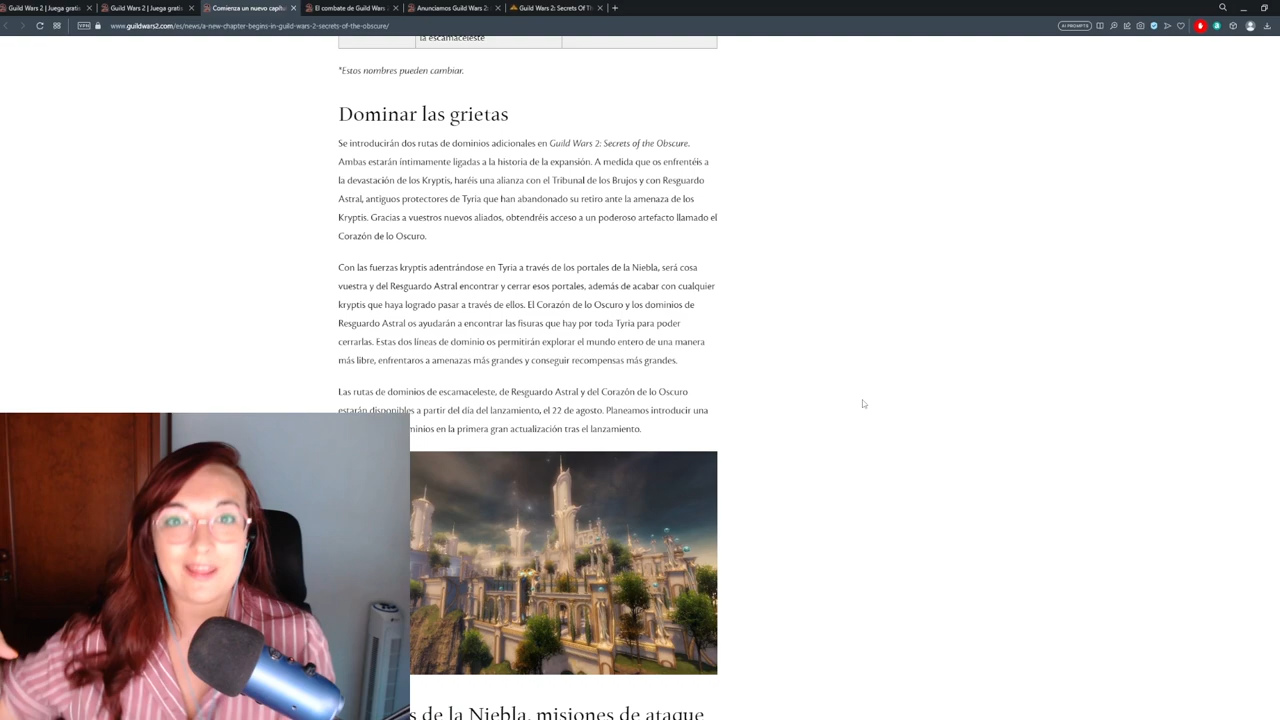 Guild Wars 2 | Juega gratis
Guild Wars 2 | Juega gratis
Comienza un nuevo capítu
El combate de Guild Wars
Anunciamos Guild Wars 2:
Guild Wars 2: Secrets Of Th
VPN
www.guildwars2.com/es/news/a-new-chapter-begins-in-guild-wars-2-secrets-of-the-obscure/
AI PROMPTS
la escamaceleste
*Estos nombres pueden cambiar.
Dominar las grietas
Se introducirán dos rutas de dominios adicionales en Guild Wars 2: Secrets of the Obscure.
Ambas estarán íntimamente ligadas a la historia de la expansión. A medida que os enfrentéis a
la devastación de los Kryptis, haréis una alianza con el Tribunal de los Brujos y con Resguardo
Astral, antiguos protectores de Tyria que han abandonado su retiro ante la amenaza de los
Kryptis. Gracias a vuestros nuevos aliados, obtendréis acceso a un poderoso artefacto llamado el
Corazón de lo Oscuro.
Con las fuerzas kryptis adentrándose en Tyria a través de los portales de la Niebla, será cosa
vuestra y del Resguardo Astral encontrar y cerrar esos portales, además de acabar con cualquier
kryptis que haya logrado pasar a través de ellos. El Corazón de lo Oscuro y los dominios de
Resguardo Astral os ayudarán a encontrar las fisuras que hay por toda Tyria para poder
cerrarlas. Estas dos líneas de dominio os permitirán explorar el mundo entero de una manera
más libre, enfrentaros a amenazas más grandes y conseguir recompensas más grandes.
Las rutas de dominios de escamaceleste, de Resguardo Astral y del Corazón de lo Oscuro
estarán disponibles a partir del día del lanzamiento, el 22 de agosto. Planeamos introducir una
en la primera gran actualización tras el lanzamiento.
de la Niebla, misiones de ataque